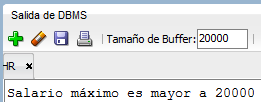 Salida de DBMS
Tamaño de Buffer: 20000
HR
Salario máximo es mayor a 20000